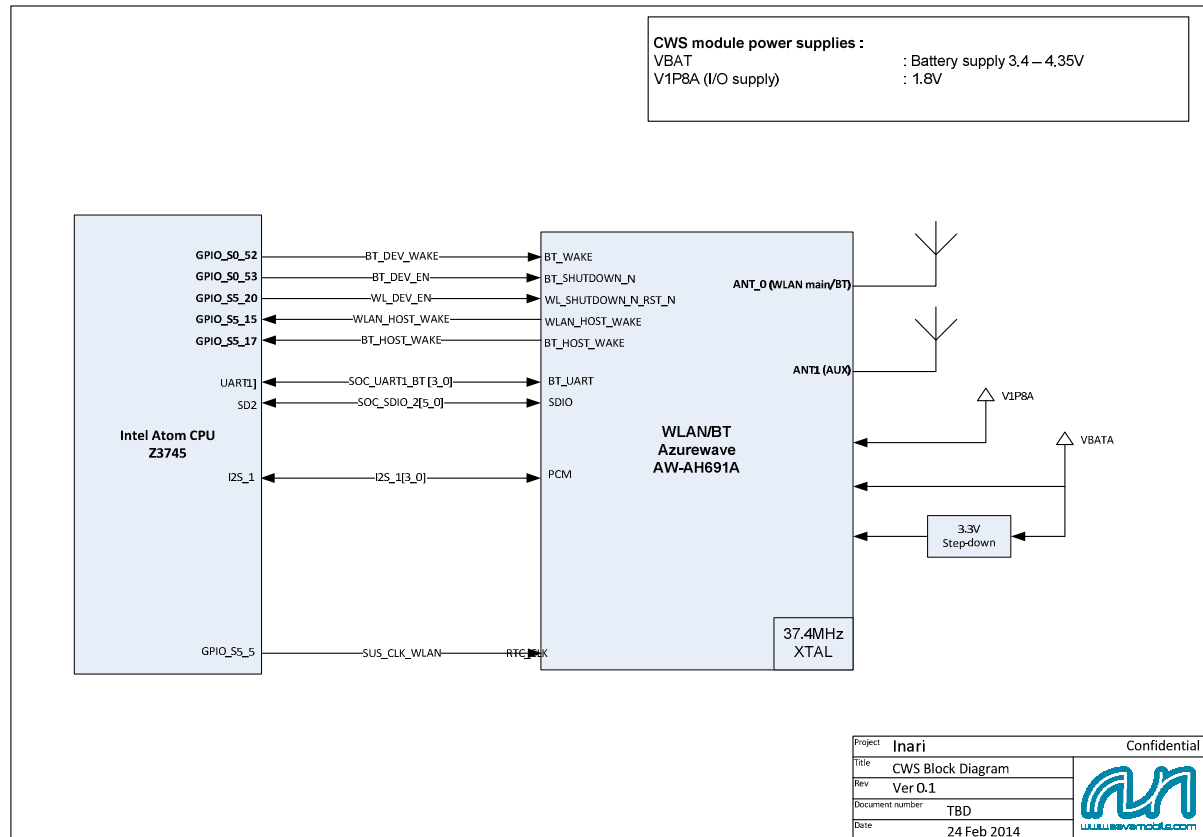 CWS module power supplies :
VBAT : Battery supply 3.4 – 4.35V
V1P8A (I/O supply) : 1.8V
GPIO_S0_52 BT_DEV_WAKE BT_WAKE
GPIO_S0_53 BT_DEV_EN BT_SHUTDOWN_N
GPIO_S5_20 WL_DEV_EN WL_SHUTDOWN_N_RST_N
GPIO_S5_15 WLAN_HOST_WAKE WLAN_HOST_WAKE
GPIO_S5_17 BT_HOST_WAKE BT_HOST_WAKE
UART1] SOC_UART1_BT [3_0] BT_UART
SD2 SOC_SDIO_2[5_0] SDIO
Intel Atom CPU
Z3745
I2S_1 I2S_1[3_0] PCM
GPIO_S5_5 SUS_CLK_WLAN RTC_CLK
WLAN/BT
Azurewave
AW-AH691A
ANT_0 (WLAN main/BT)
ANT1 (AUX)
V1P8A
VBATA
3.3V
Step-down
37.4MHz
XTAL
Project Inari Confidential
Title CWS Block Diagram
Rev Ver 0.1
Document number TBD
Date 24 Feb 2014